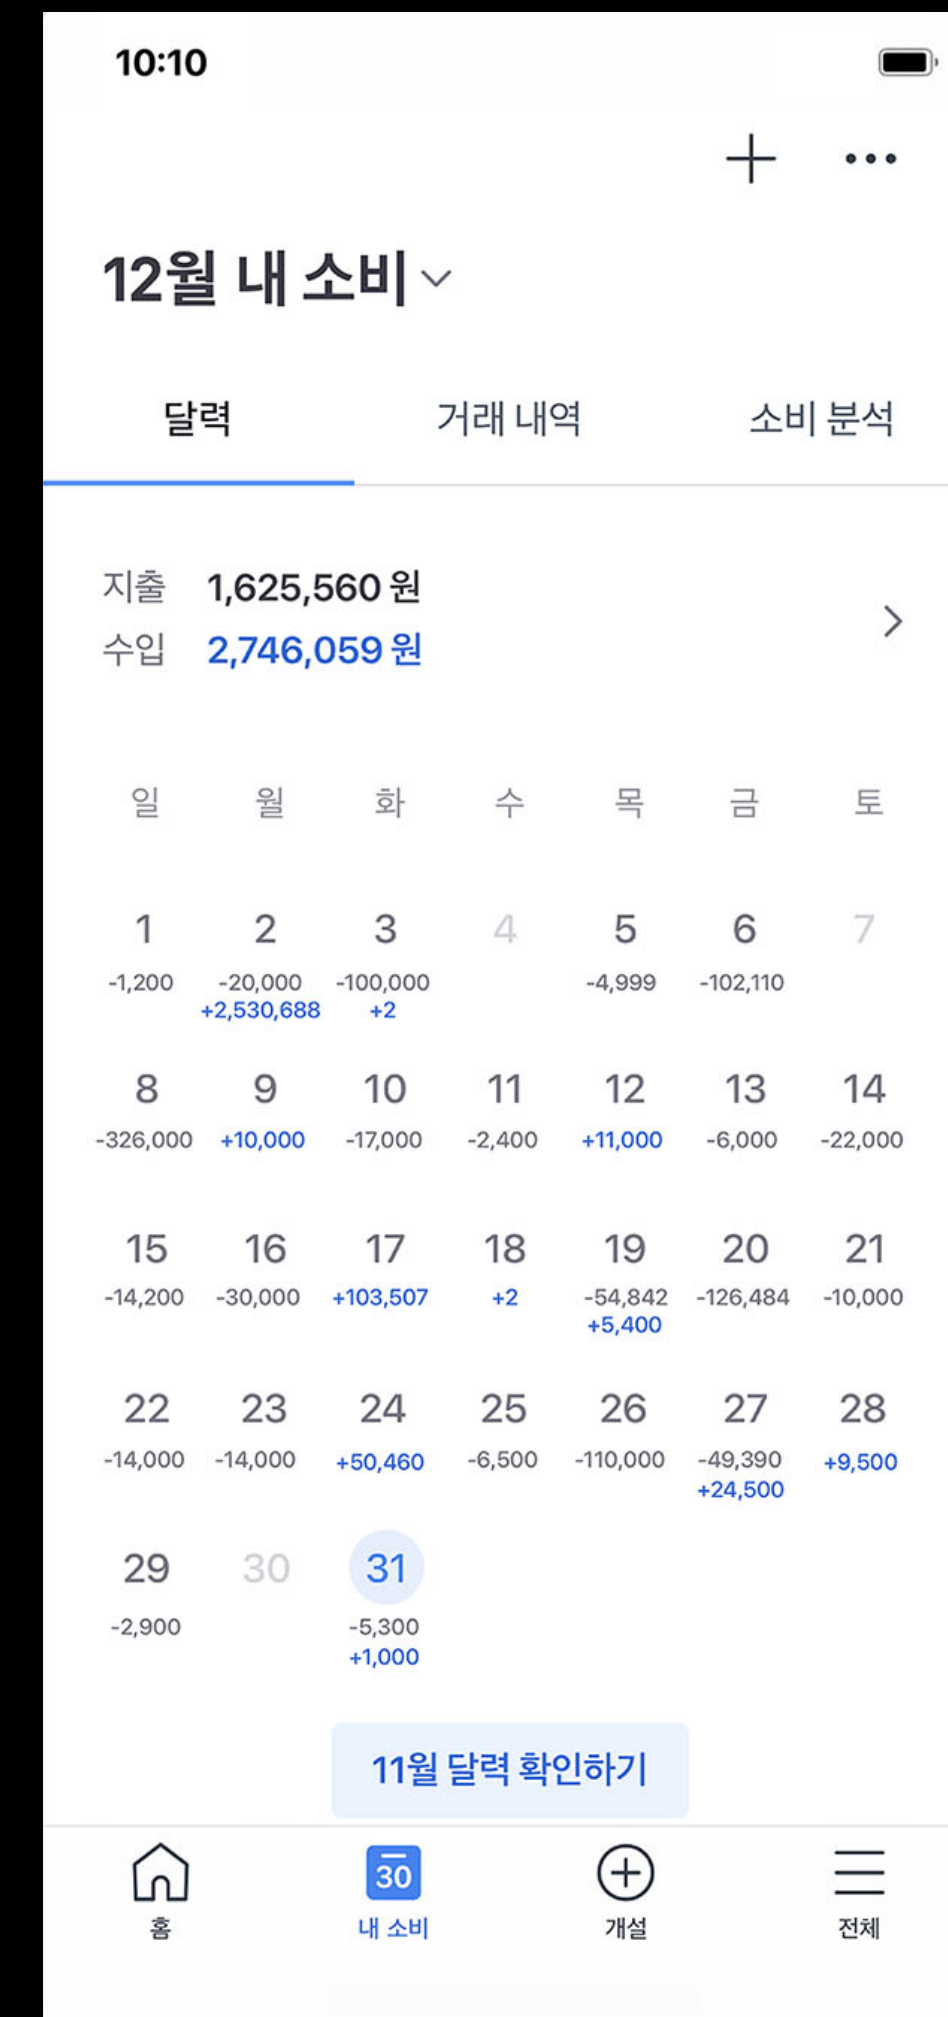 10:10
12월 내 소비
달력 거래 내역 소비 분석
지출 1,625,560 원
수입 2,746,059 원
일 월 화 수 목 금 토
1 2 3 4 5 6 7
-1,200 -20,000 -100,000 -4,999 -102,110
+2,530,688 +2
8 9 10 11 12 13 14
-326,000 +10,000 -17,000 -2,400 +11,000 -6,000 -22,000
15 16 17 18 19 20 21
-14,200 -30,000 +103,507 +2 -54,842 -126,484 -10,000
+5,400
22 23 24 25 26 27 28
-14,000 -14,000 +50,460 -6,500 -110,000 -49,390 +9,500
+24,500
29 30 31
-2,900 -5,300
+1,000
11월 달력 확인하기
30
홈 내 소비 개설 전체